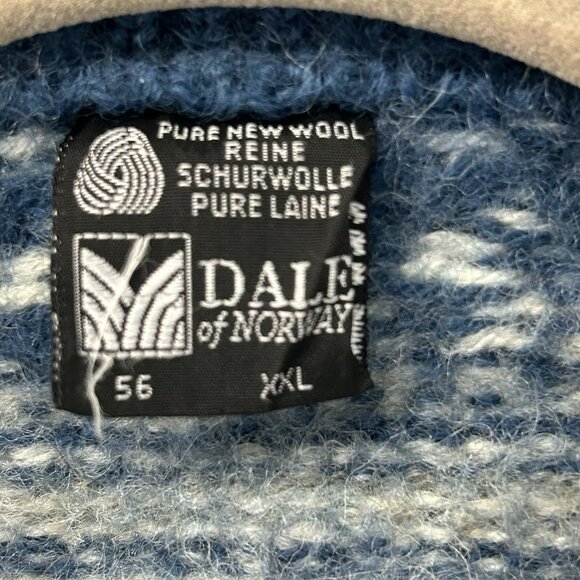 PURE NEW WOOL
REINE
SCHURWOLLE
PURE LAINE
DALE
of NORWAY
56 XXL